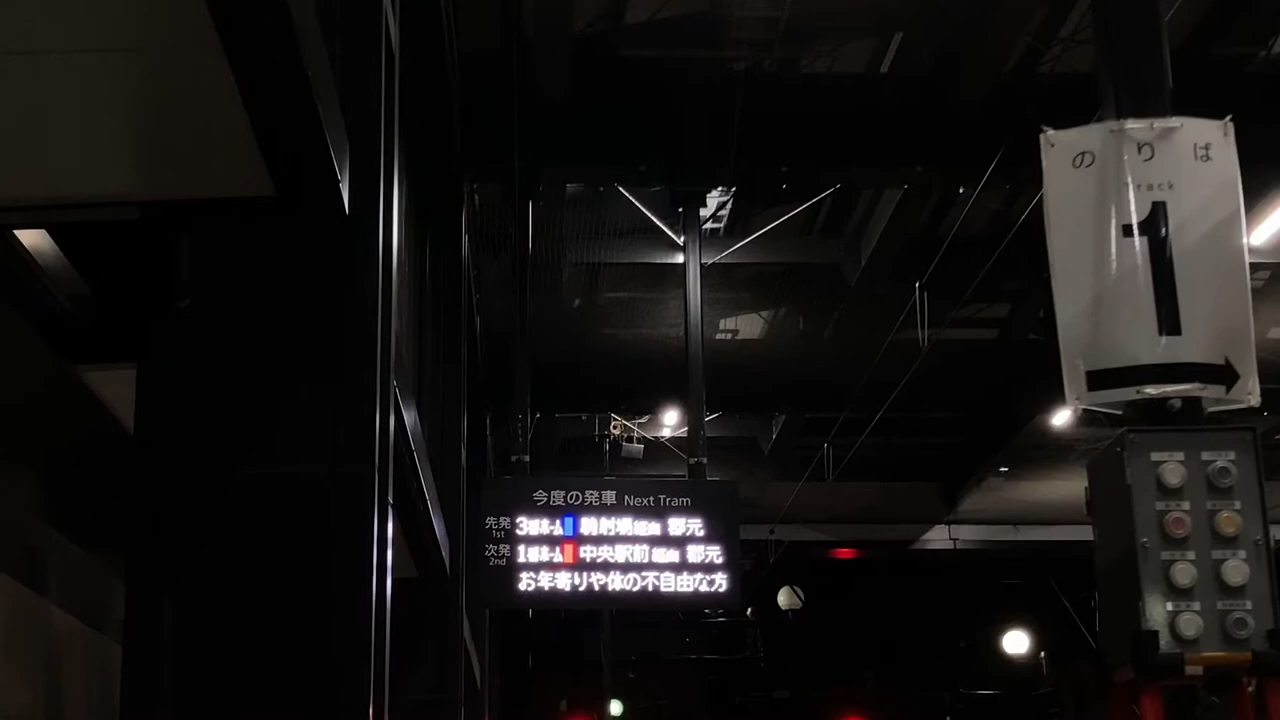 今度の発車 Next Tram
先発 1st 3番ホーム 騎射場経由 郡元
次発 2nd 1番ホーム 中央駅前経由 郡元
お年寄りや体の不自由な方
のりば
Track
1